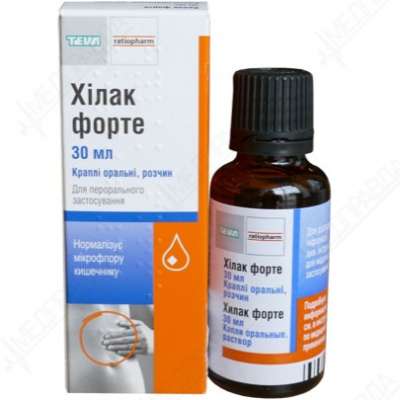 TEVA ratiopharm
Хілак
форте
30 мл
Краплі оральні, розчин
Для перорального
застосування
Нормалізує
мікрофлору
кишечнику
TEVA ratiopharm
Хілак форте
30 мл
Краплі оральні,
розчин
Хилак форте
30 мл
Капли оральные,
раствор